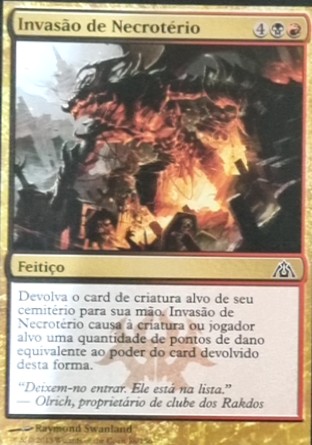 Invasão de Necrotério 4
Feitiço
Devolva o card de criatura alvo de seu
cemitério para sua mão. Invasão de
Necrotério causa à criatura ou jogador
alvo uma quantidade de pontos de dano
equivalente ao poder do card devolvido
desta forma.
"Deixem-no entrar. Ele está na lista."
— Olrich, proprietário de clube dos Rakdos
Raymond Swanland